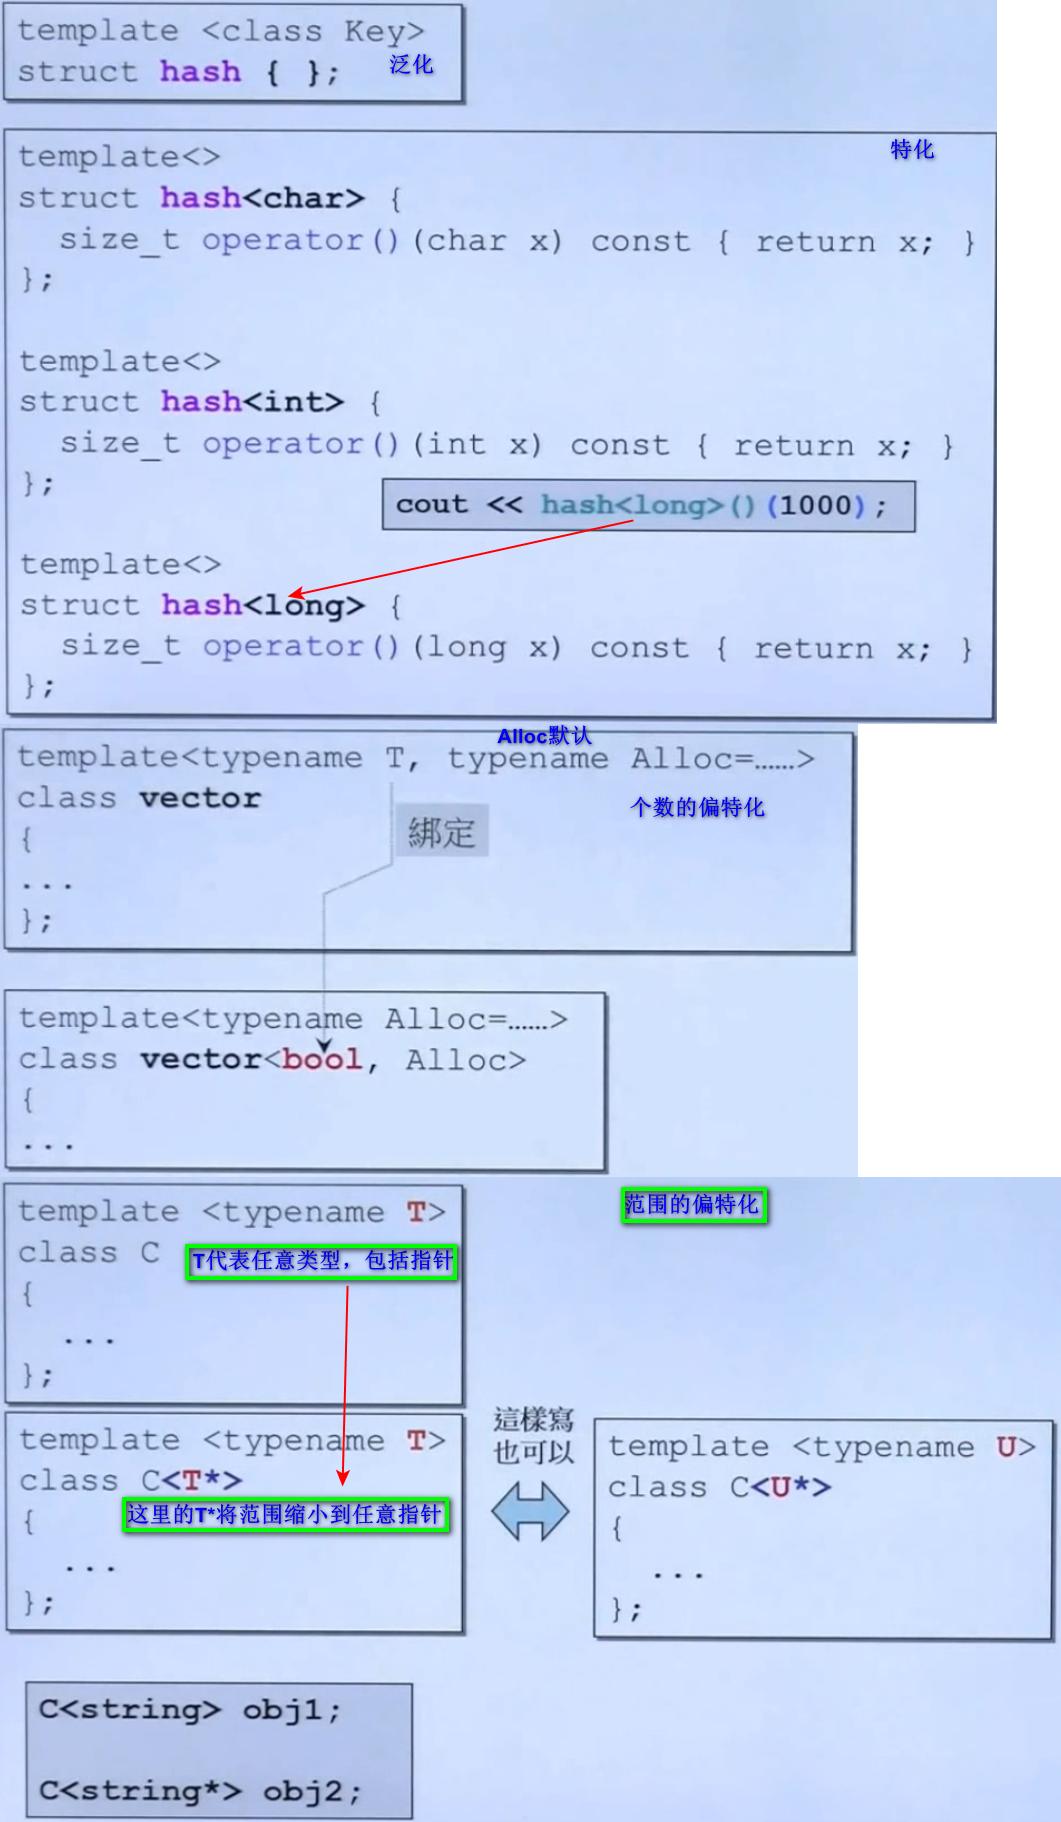 template <class Key>
struct hash { };
泛化
特化
template<>
struct hash<char> {
size_t operator()(char x) const { return x; }
};
template<>
struct hash<int> {
size_t operator()(int x) const { return x; }
};
cout << hash<long>()(1000);
template<>
struct hash<long> {
size_t operator()(long x) const { return x; }
};
Alloc默认
template<typename T, typename Alloc=……>
class vector
个数的偏特化
{
綁定
...
};
template<typename Alloc=……>
class vector<bool, Alloc>
{
...
范围的偏特化
template <typename T>
class C
T代表任意类型，包括指针
{
...
};
template <typename T>
class C<T*>
这里的T*将范围缩小到任意指针
{
...
};
這樣寫
也可以
template <typename U>
class C<U*>
{
...
};
C<string> obj1;
C<string*> obj2;